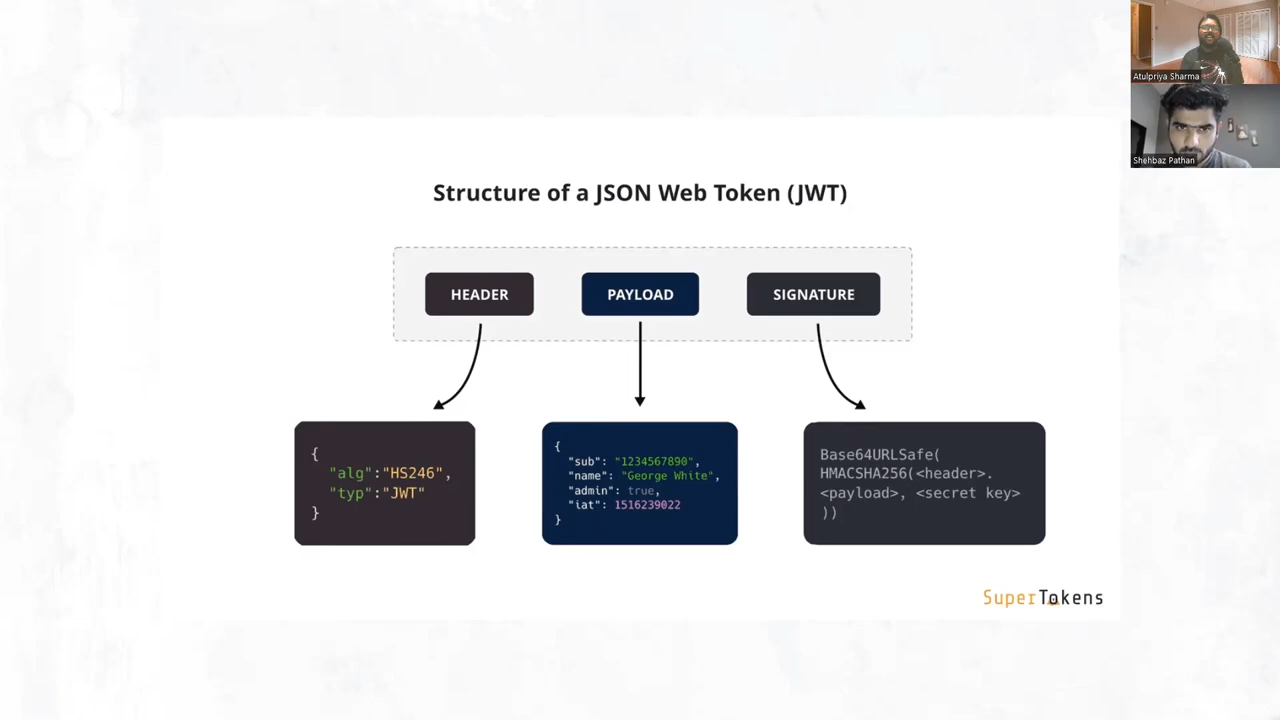 Atulpriya Sharma
Shehbaz Pathan
Structure of a JSON Web Token (JWT)
HEADER
PAYLOAD
SIGNATURE
{
"alg":"HS246",
"typ":"JWT"
}
{
"sub": "1234567890",
"name": "George White",
"admin": true,
"iat": 1516239022
}
Base64URLSafe(
HMACSHA256(<header>.
<payload>, <secret key>
))
SuperTokens